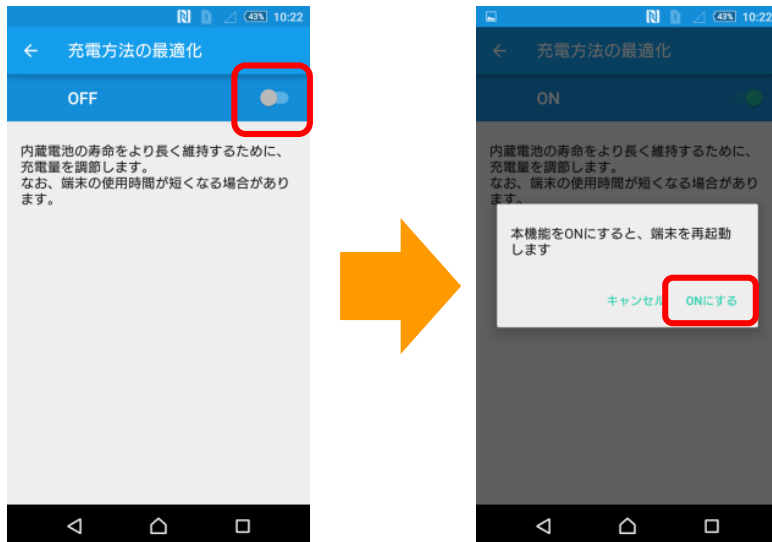 43% 10:22
充電方法の最適化
OFF
内蔵電池の寿命をより長く維持するために、
充電量を調節します。
なお、端末の使用時間が短くなる場合があり
ます。
43% 10:22
充電方法の最適化
ON
内蔵電池の寿命をより長く維持するために、
充電量を調節します。
なお、端末の使用時間が短くなる場合があり
ます。
本機能をONにすると、端末を再起動
します
キャンセル ONにする